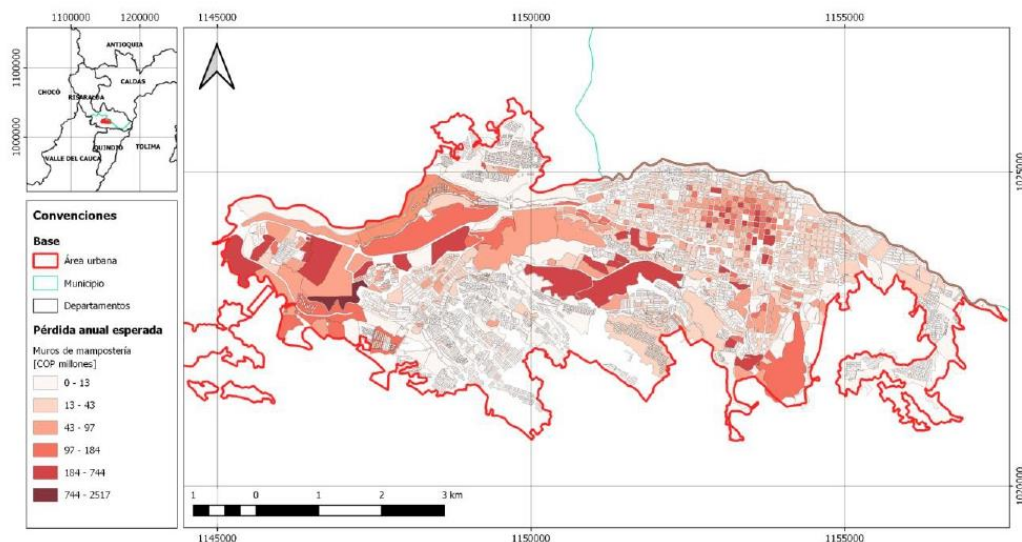 1145000 1150000 1155000
1100000 1200000
1100000
1000000
ANTIOQUIA
CALDAS
CHOCÓ
RISARALDA
QUINDIO
TOLIMA
VALLE DEL CAUCA
1025000
1020000
Convenciones
Base
Área urbana
Municipio
Departamentos
Pérdida anual esperada
Muros de mampostería
[COP millones]
0 - 13
13 - 43
43 - 97
97 - 184
184 - 744
744 - 2517
1 0 1 2 3 km
1145000 1150000 1155000